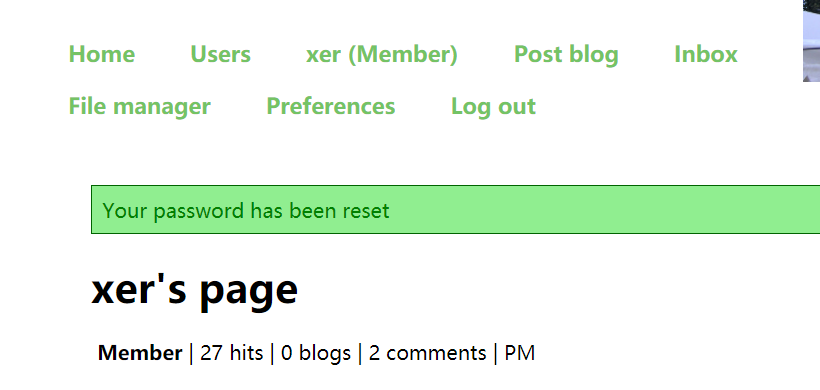 Home Users xer (Member) Post blog Inbox
File manager Preferences Log out
Your password has been reset
xer's page
Member | 27 hits | 0 blogs | 2 comments | PM